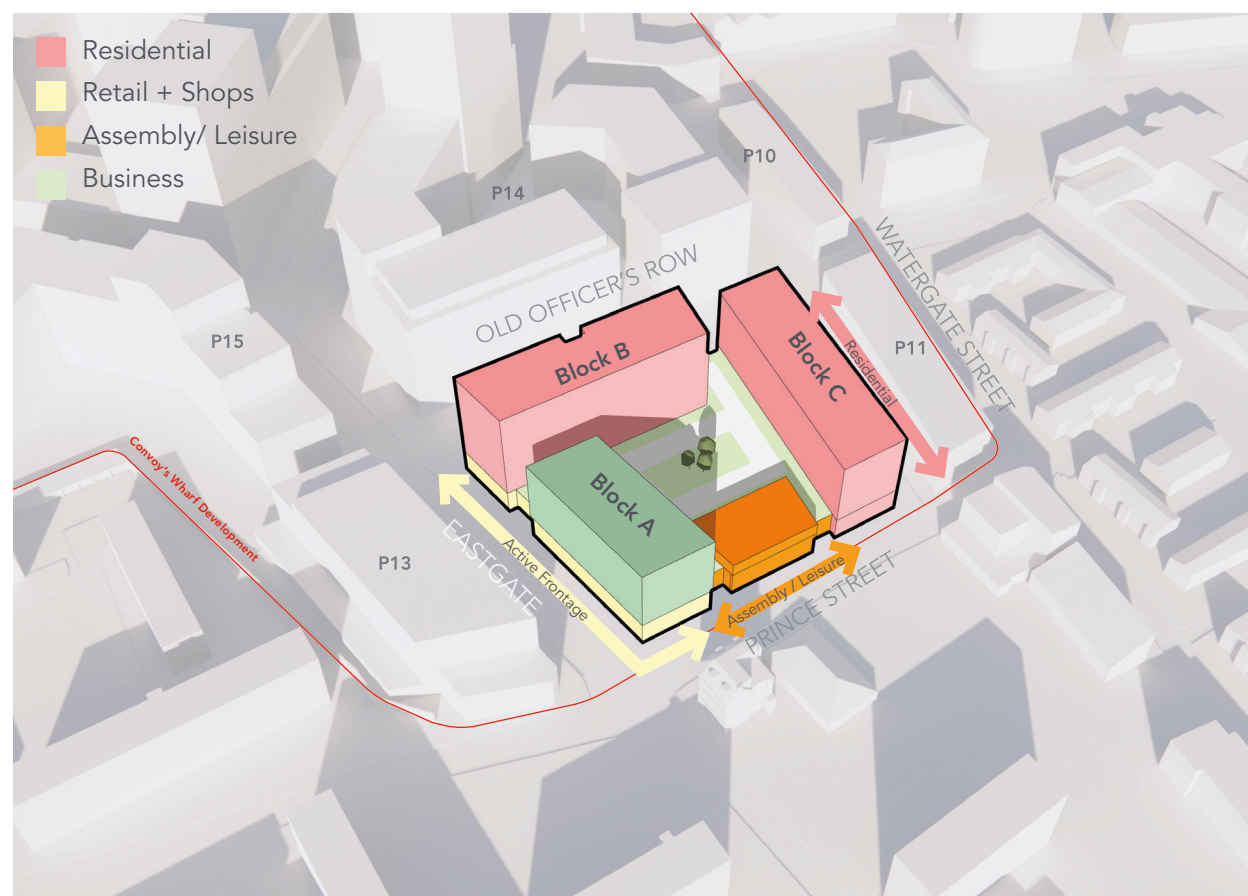 Residential
Retail + Shops
Assembly/ Leisure
Business
P10
P14
WATERGATE STREET
OLD OFFICER'S ROW
P15
P11
Block B
Block C
Residential
Convoy's Wharf Development
Block A
EASTGATE
Active Frontage
P13
Assembly / Leisure
PRINCE STREET